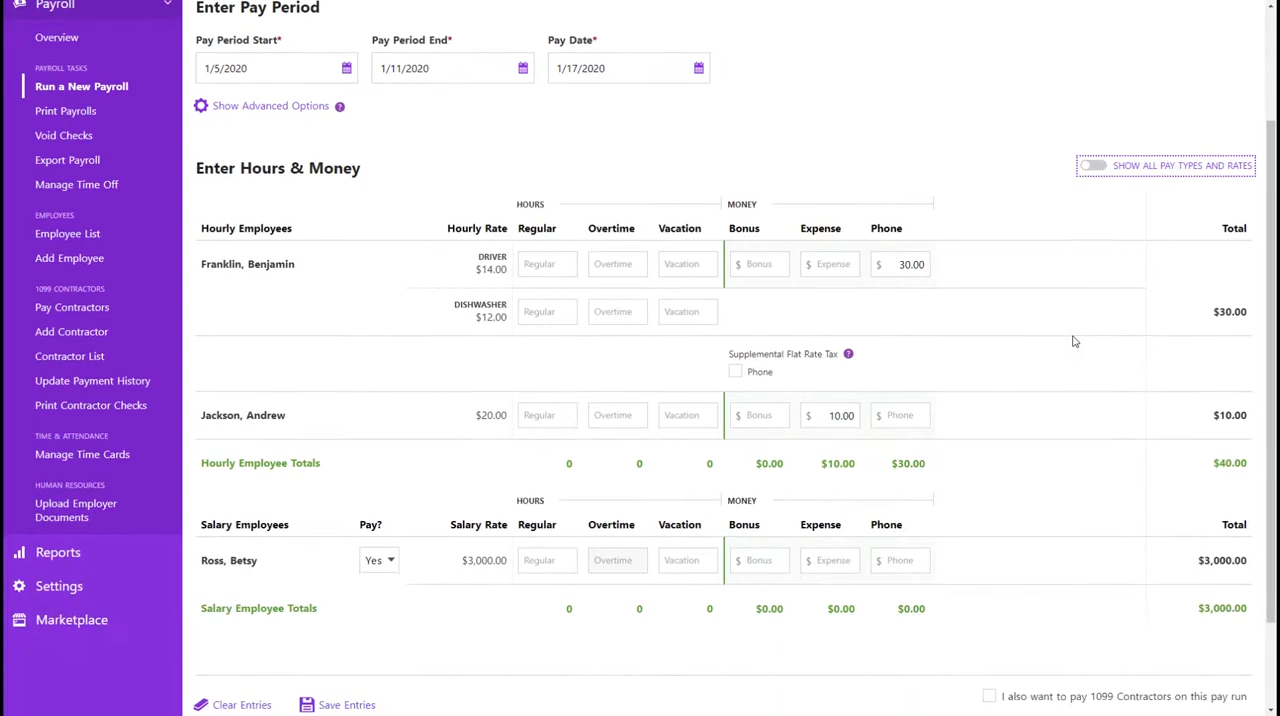 Payroll
Overview
PAYROLL TASKS
Run a New Payroll
Print Payrolls
Void Checks
Export Payroll
Manage Time Off
EMPLOYEES
Employee List
Add Employee
1099 CONTRACTORS
Pay Contractors
Add Contractor
Contractor List
Update Payment History
Print Contractor Checks
TIME & ATTENDANCE
Manage Time Cards
HUMAN RESOURCES
Upload Employer
Documents
Reports
Settings
Marketplace
Enter Pay Period
Pay Period Start* Pay Period End* Pay Date*
1/5/2020 1/11/2020 1/17/2020
Show Advanced Options ?
Enter Hours & Money SHOW ALL PAY TYPES AND RATES
HOURS MONEY
Hourly Employees Hourly Rate Regular Overtime Vacation Bonus Expense Phone Total
Franklin, Benjamin DRIVER $14.00 Regular Overtime Vacation $ Bonus $ Expense $ 30.00
DISHWASHER $12.00 Regular Overtime Vacation $30.00
Supplemental Flat Rate Tax ?
Phone
Jackson, Andrew $20.00 Regular Overtime Vacation $ Bonus $ 10.00 $ Phone $10.00
Hourly Employee Totals 0 0 0 $0.00 $10.00 $30.00 $40.00
HOURS MONEY
Salary Employees Pay? Salary Rate Regular Overtime Vacation Bonus Expense Phone Total
Ross, Betsy Yes $3,000.00 Regular Overtime Vacation $ Bonus $ Expense $ Phone $3,000.00
Salary Employee Totals 0 0 0 $0.00 $0.00 $0.00 $3,000.00
Clear Entries Save Entries I also want to pay 1099 Contractors on this pay run